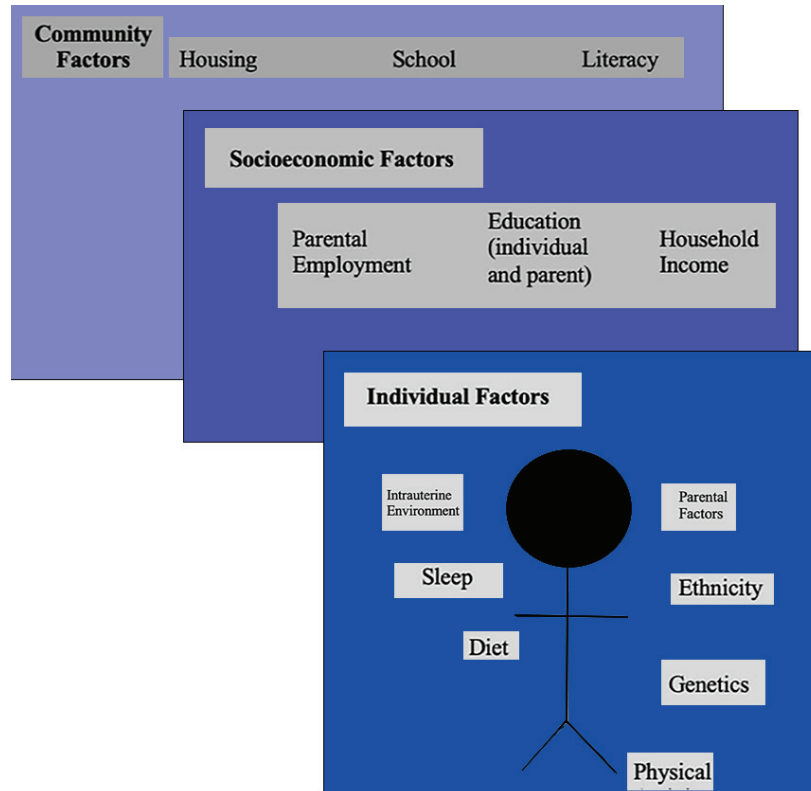 Community
Factors
Housing School Literacy
Socioeconomic Factors
Parental
Employment
Education
(individual
and parent)
Household
Income
Individual Factors
Intrauterine
Environment
Parental
Factors
Sleep
Ethnicity
Diet
Genetics
Physical